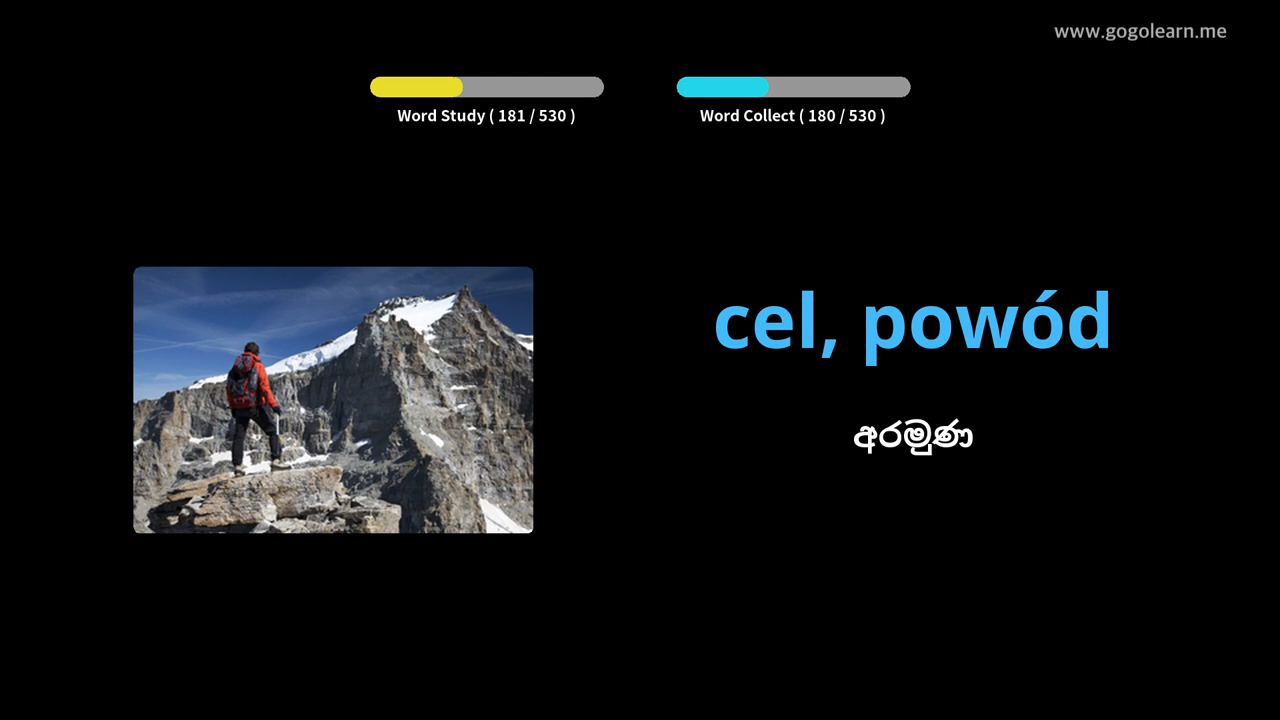 www.gogolearn.me
Word Study ( 181 / 530 )
Word Collect ( 180 / 530 )
cel, powód
අරමුණ